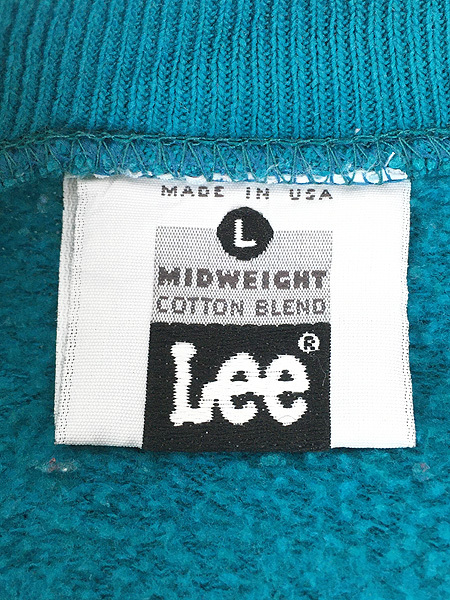 MADE IN USA
L
MIDWEIGHT
COTTON BLEND
Lee®